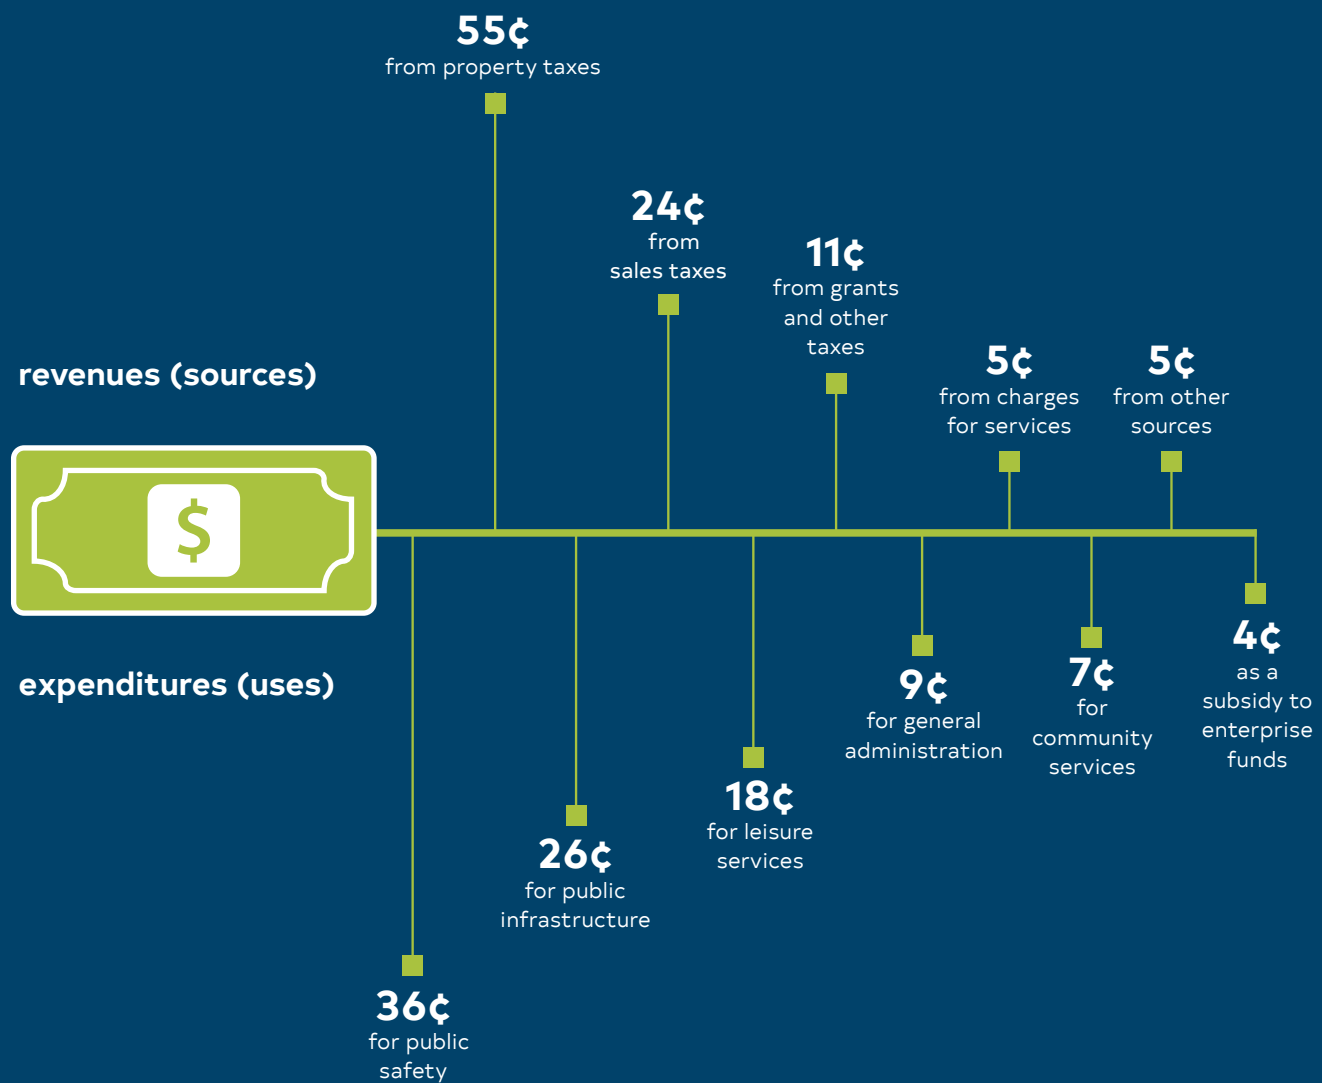 55¢
from property taxes
24¢
from
sales taxes
11¢
from grants
and other
taxes
5¢
from charges
for services
5¢
from other
sources
revenues (sources)
$
expenditures (uses)
36¢
for public
safety
26¢
for public
infrastructure
18¢
for leisure
services
9¢
for general
administration
7¢
for
community
services
4¢
as a
subsidy to
enterprise
funds